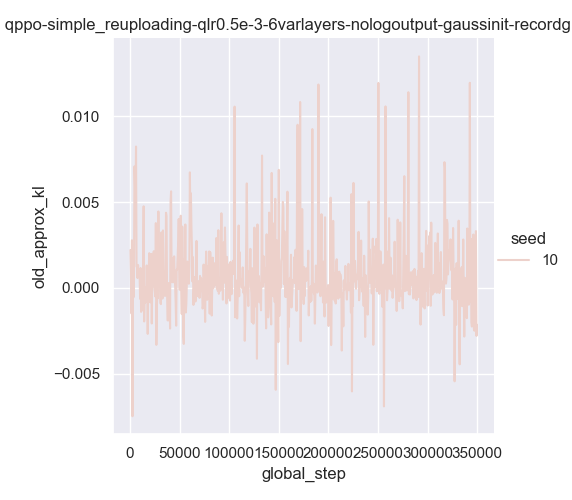 qppo-simple_reuploading-qlr0.5e-3-6varlayers-nologoutput-gaussinit-recordg
0.010
0.005
0.000
−0.005
old_approx_kl
seed
10
0 50000 100000 150000 200000 250000 300000 350000
global_step